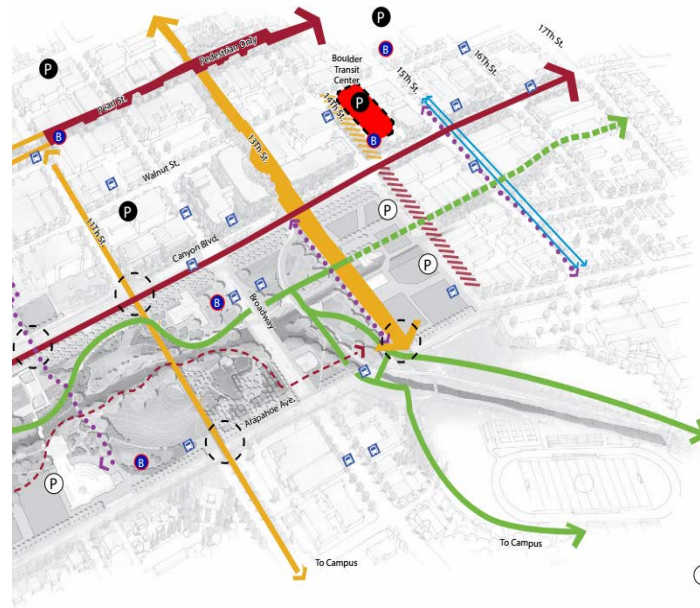 P
17Th St.
P
Pedestrian Only
B
16Th St.
Boulder
Transit
Center
15Th St.
P
Pearl St.
P
14Th St.
B
B
13Th St.
Walnut St.
11Th St.
P
P
Canyon Blvd.
P
B
Broadway
Arapahoe Ave.
B
P
To Campus
To Campus